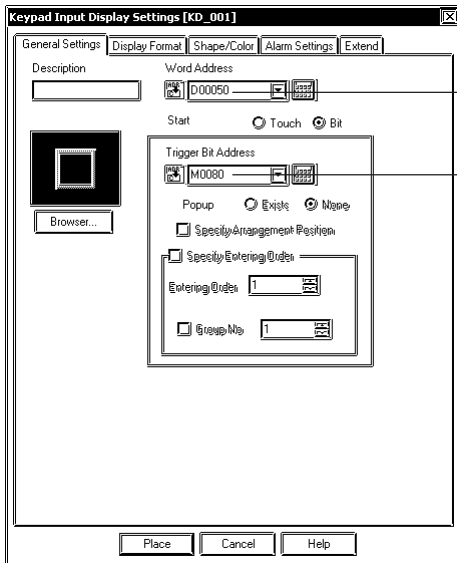 Keypad Input Display Settings [KD_001]
General Settings Display Format Shape/Color Alarm Settings Extend
Description
Word Address
D00050
Start Touch Bit
Trigger Bit Address
M0080
Popup Exists None
Browser...
Specify Arrangement Position
Specify Entering Order
Entering Order 1
Group No 1
Place Cancel Help